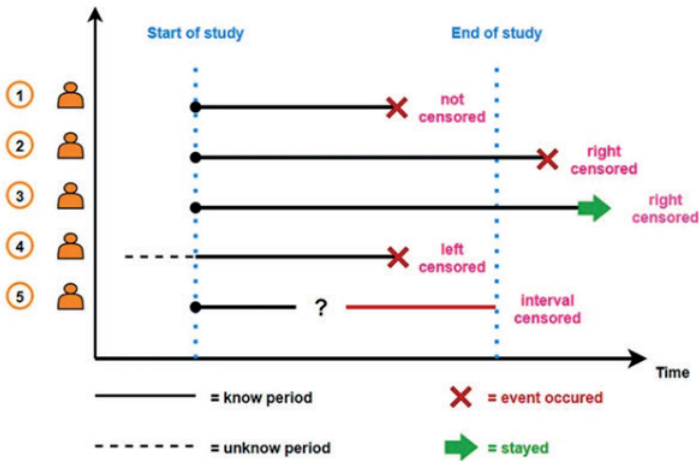 Start of study
End of study
1
not
censored
2
right
censored
3
right
censored
4
left
censored
5
?
interval
censored
Time
= know period
= event occured
= unknow period
= stayed